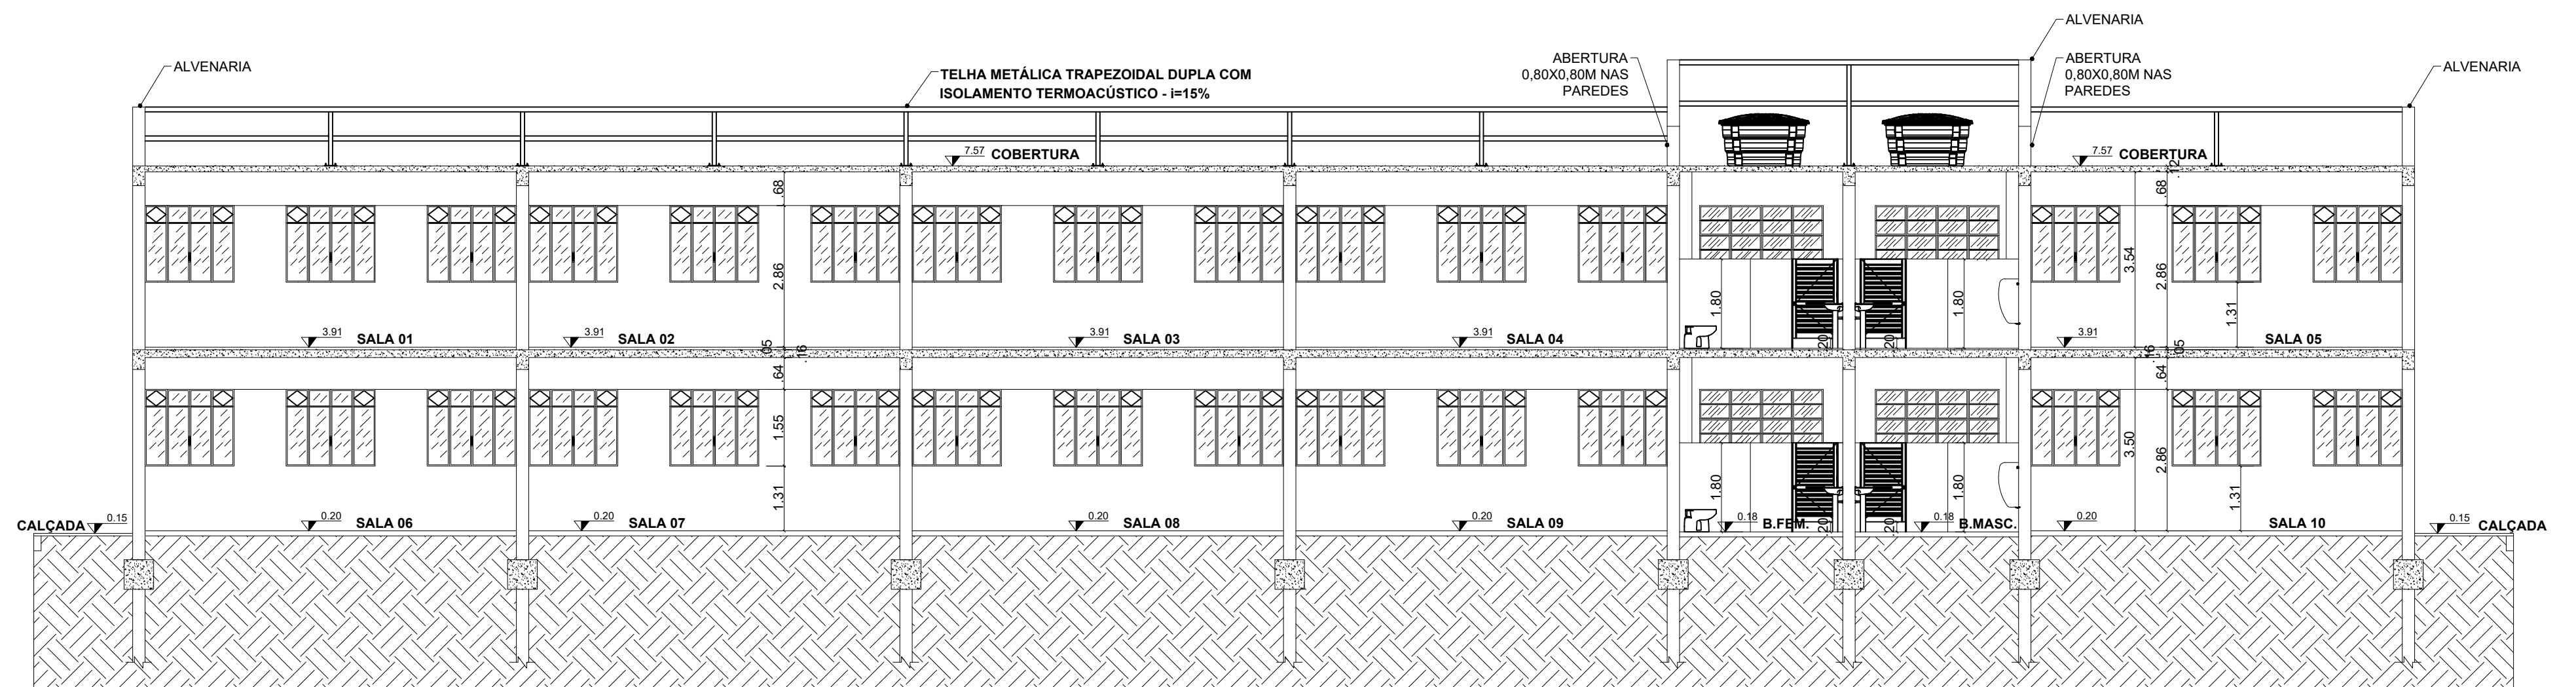 ALVENARIA
ALVENARIA
TELHA METÁLICA TRAPEZOIDAL DUPLA COM
ISOLAMENTO TERMOACÚSTICO - i=15%
ABERTURA
0,80X0,80M NAS
PAREDES
ABERTURA
0,80X0,80M NAS
PAREDES
ALVENARIA
7.57 COBERTURA
7.57 COBERTURA
.12
.68
.68
2.86
3.54
2.86
1.31
1.80
1.80
.20
.20
3.91 SALA 01
3.91 SALA 02
3.91 SALA 03
3.91 SALA 04
3.91 SALA 05
.05
.16
.16
.05
.64
.64
1.55
1.31
3.50
2.86
1.31
1.80
1.80
.20
.20
CALÇADA 0.15
0.20 SALA 06
0.20 SALA 07
0.20 SALA 08
0.20 SALA 09
0.18 B.FEM.
0.18 B.MASC.
0.20 SALA 10
0.15 CALÇADA